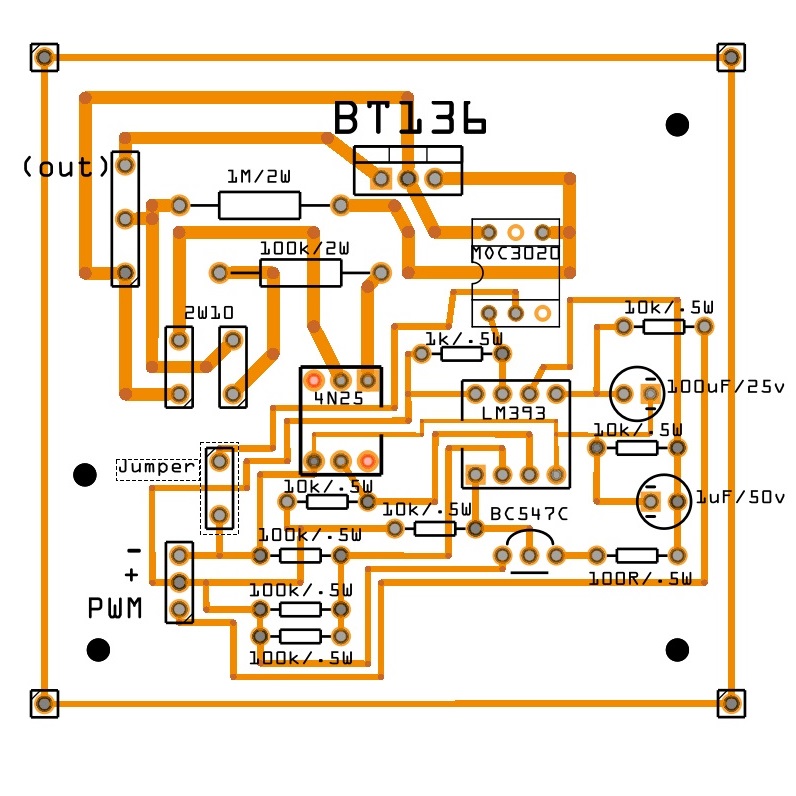 BT136
(out)
1M/2W
100k/2W
MOC3020
2W10
10k/.5W
1k/.5W
4N25
100uF/25v
LM393
10k/.5W
Jumper
10k/.5W
1uF/50v
10k/.5W
BC547C
100k/.5W
-
+
100R/.5W
100k/.5W
PWM
100k/.5W